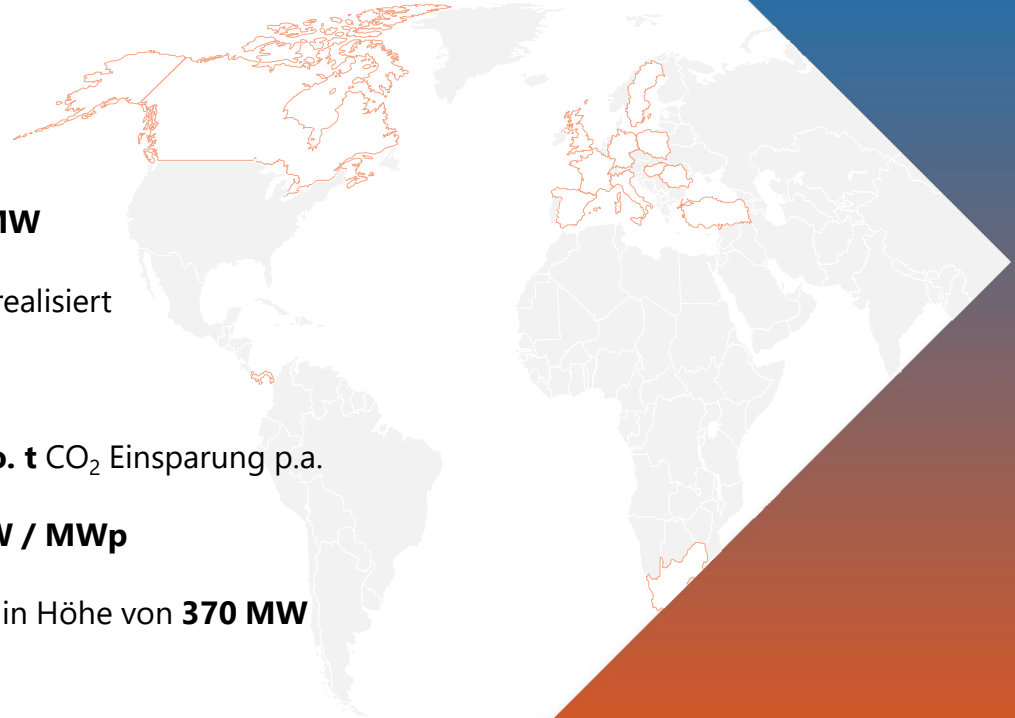 MW
realisiert
o. t CO₂ Einsparung p.a.
W / MWp
in Höhe von 370 MW